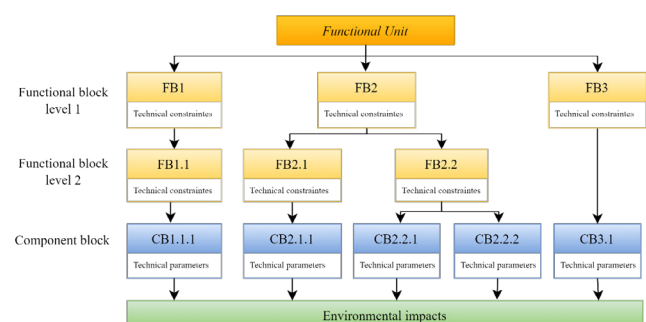 Functional Unit
Functional block
level 1
FB1
Technical constraintes
FB2
Technical constraintes
FB3
Technical constraintes
Functional block
level 2
FB1.1
Technical constraintes
FB2.1
Technical constraintes
FB2.2
Technical constraintes
Component block
CB1.1.1
Technical parameters
CB2.1.1
Technical parameters
CB2.2.1
Technical parameters
CB2.2.2
Technical parameters
CB3.1
Technical parameters
Environmental impacts